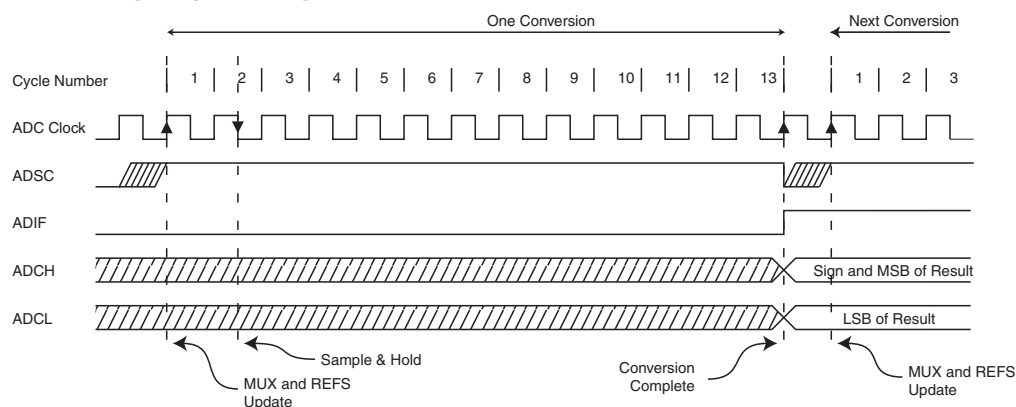 One Conversion
Next Conversion
Cycle Number 1 2 3 4 5 6 7 8 9 10 11 12 13 1 2 3
ADC Clock
ADSC
ADIF
ADCH
Sign and MSB of Result
ADCL
LSB of Result
Sample & Hold
MUX and REFS
Update
Conversion
Complete
MUX and REFS
Update